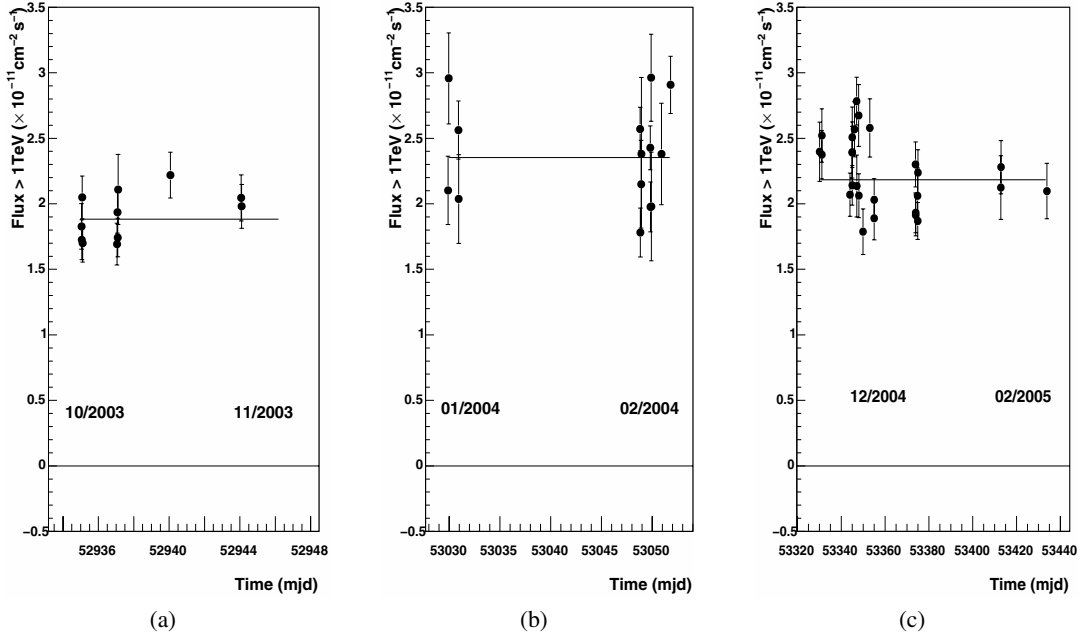 Flux > 1TeV (× 10⁻¹¹cm⁻² s⁻¹)
3.5
3
2.5
2
1.5
1
0.5
0
−0.5
10/2003 11/2003
52936 52940 52944 52948
Time (mjd)
(a)
Flux > 1TeV (× 10⁻¹¹cm⁻² s⁻¹)
3.5
3
2.5
2
1.5
1
0.5
0
−0.5
01/2004 02/2004
53030 53035 53040 53045 53050
Time (mjd)
(b)
Flux > 1TeV (× 10⁻¹¹cm⁻² s⁻¹)
3.5
3
2.5
2
1.5
1
0.5
0
−0.5
12/2004 02/2005
53320 53340 53360 53380 53400 53420 53440
Time (mjd)
(c)